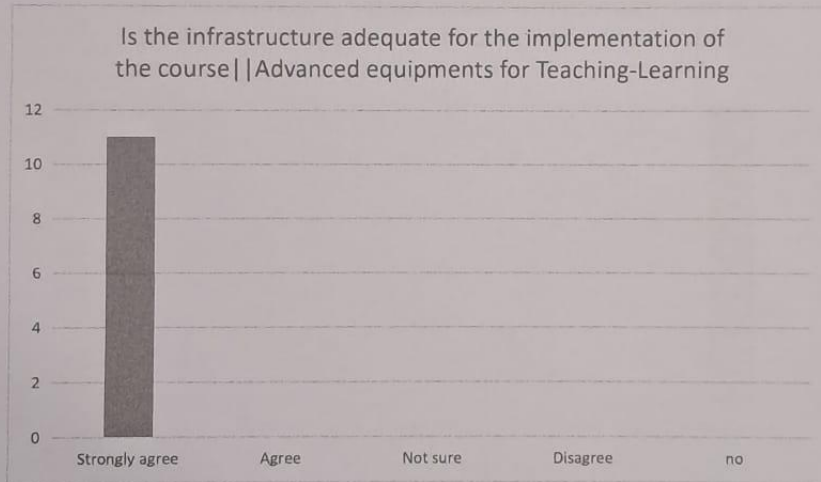 Is the infrastructure adequate for the implementation of
the course||Advanced equipments for Teaching-Learning
12
10
8
6
4
2
0
Strongly agree Agree Not sure Disagree no